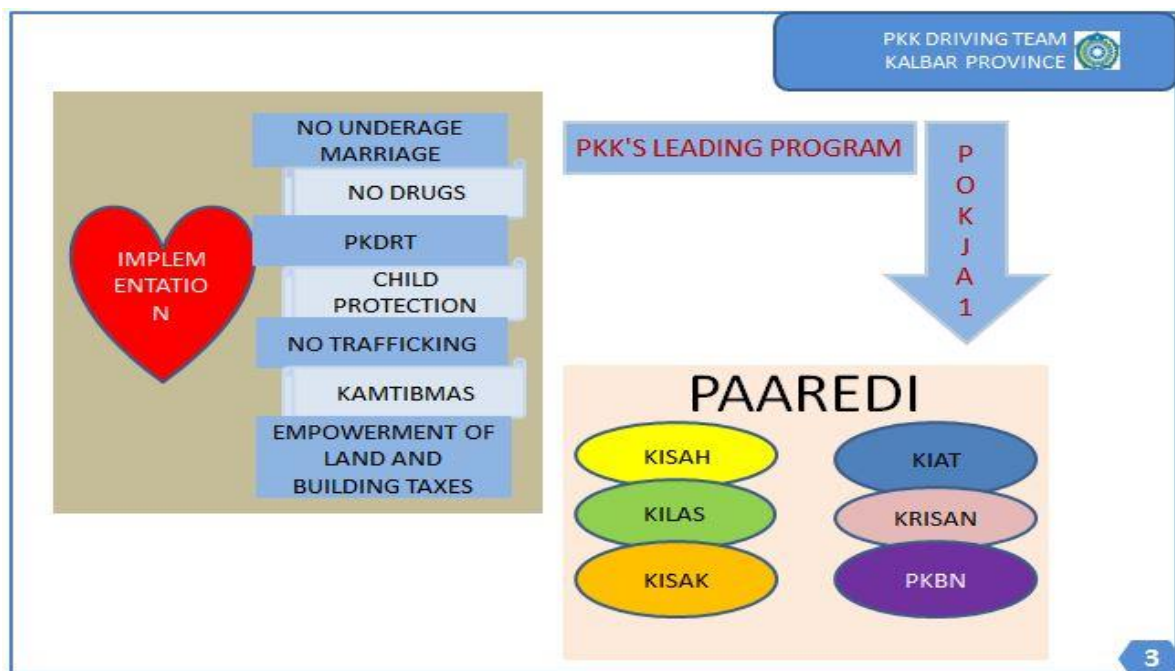 PKK DRIVING TEAM
KALBAR PROVINCE
NO UNDERAGE
MARRIAGE
NO DRUGS
PKDRT
CHILD
PROTECTION
NO TRAFFICKING
KAMTIBMAS
EMPOWERMENT OF
LAND AND
BUILDING TAXES
IMPLEM
ENTATIO
N
PKK'S LEADING PROGRAM
P
O
K
J
A
1
PAAREDI
KISAH
KILAS
KISAK
KIAT
KRISAN
PKBN
3